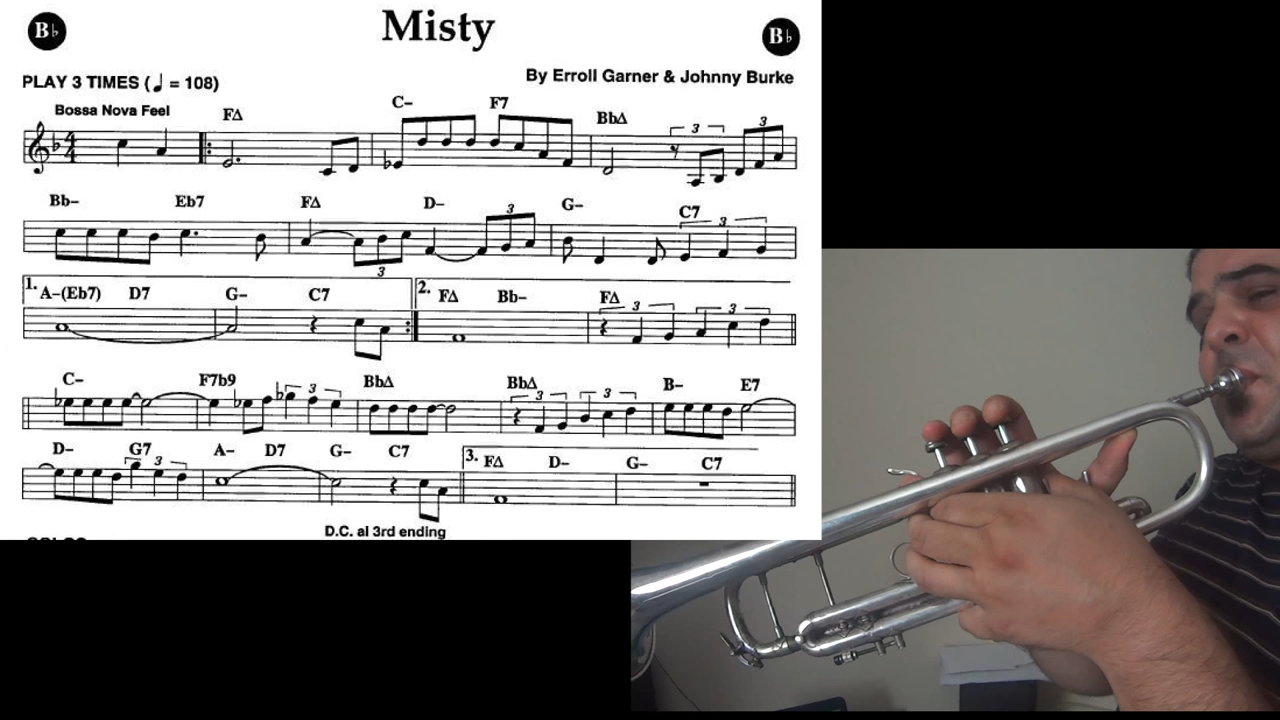 B♭ Misty B♭
PLAY 3 TIMES (♩ = 108) By Erroll Garner & Johnny Burke
Bossa Nova Feel
4 4 FΔ C– F7 BbΔ 3 3
Bb– Eb7 FΔ D– 3 G– C7 3
3
1. A–(Eb7) D7 G– C7 2. FΔ Bb– FΔ 3 3
C– F7b9 3 BbΔ BbΔ 3 3 B– E7
D– G7 3 A– D7 G– C7 3. FΔ D– G– C7
D.C. al 3rd ending